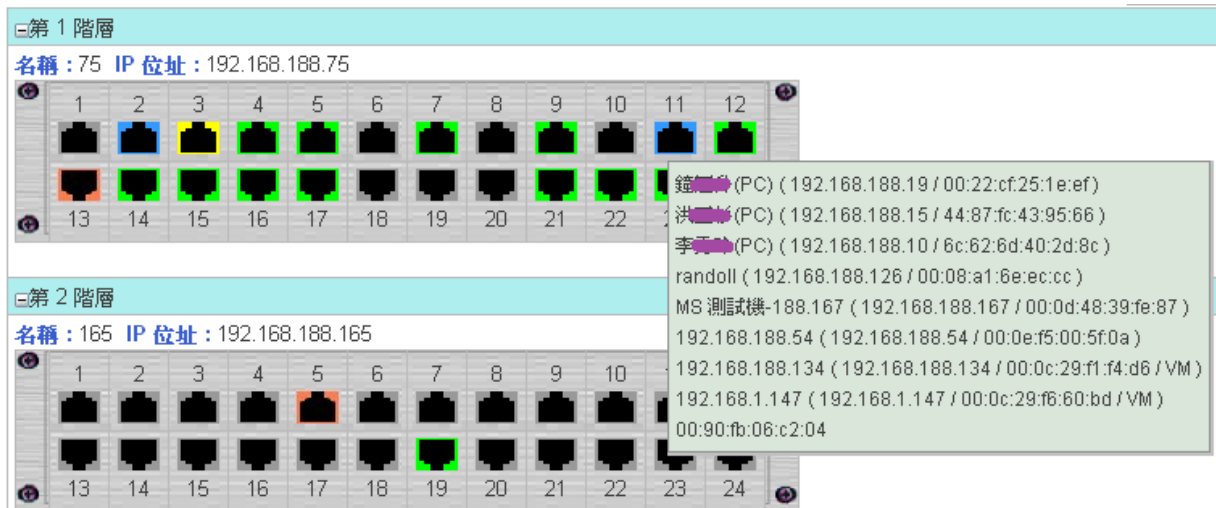 第 1 階層
名稱：75 IP 位址：192.168.188.75
1 2 3 4 5 6 7 8 9 10 11 12
13 14 15 16 17 18 19 20 21 22
(PC) ( 192.168.188.19 / 00:22:cf:25:1e:ef )
洪 (PC) ( 192.168.188.15 / 44:87:fc:43:95:66 )
李 (PC) ( 192.168.188.10 / 6c:62:6d:40:2d:8c )
randoll ( 192.168.188.126 / 00:08:a1:6e:ec:cc )
MS 測試機-188.167 ( 192.168.188.167 / 00:0d:48:39:fe:87 )
192.168.188.54 ( 192.168.188.54 / 00:0e:f5:00:5f:0a )
192.168.188.134 ( 192.168.188.134 / 00:0c:29:f1:f4:d6 / VM )
192.168.1.147 ( 192.168.1.147 / 00:0c:29:f6:60:bd / VM )
00:90:fb:06:c2:04
第 2 階層
名稱：165 IP 位址：192.168.188.165
1 2 3 4 5 6 7 8 9 10
13 14 15 16 17 18 19 20 21 22 23 24